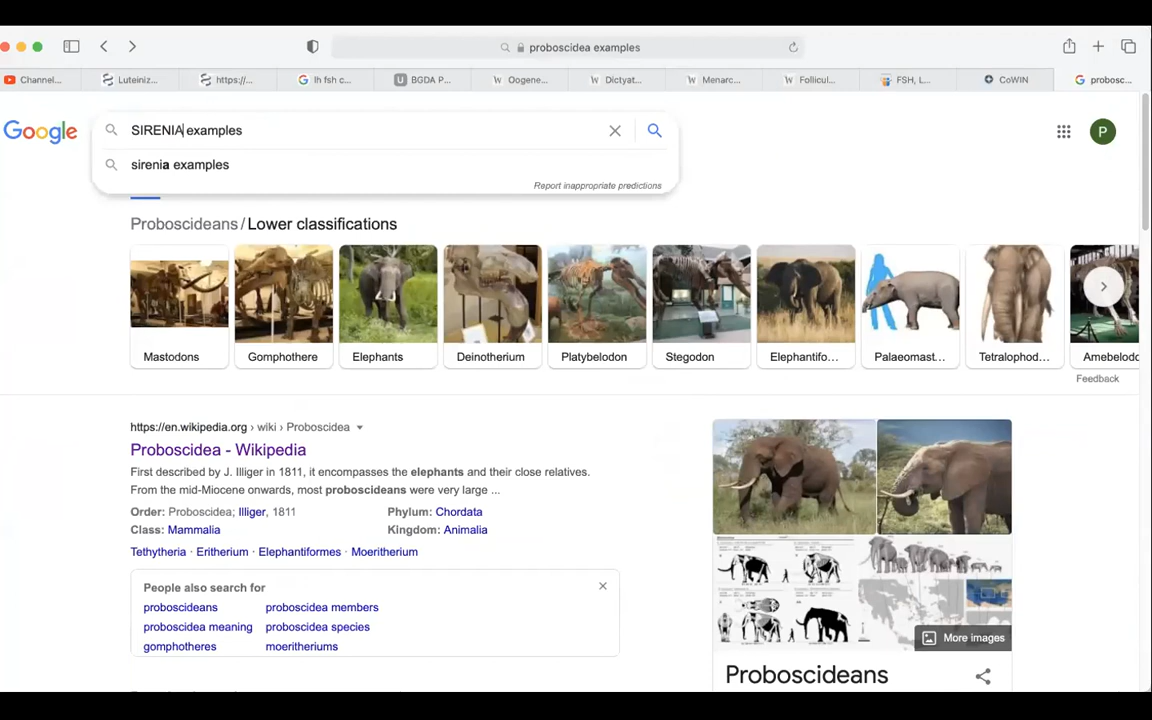 proboscidea examples
Channel...
Luteiniz...
https://...
lh fsh c...
BGDA P...
Oogene...
Dictyat...
Menarc...
Follicul...
FSH, L...
CoWIN
probosc...
Google
SIRENIA examples
P
sirenia examples
Report inappropriate predictions
Proboscideans / Lower classifications
Mastodons
Gomphothere
Elephants
Deinotherium
Platybelodon
Stegodon
Elephantifo...
Palaeomast...
Tetralophod...
Amebelodo
Feedback
https://en.wikipedia.org › wiki › Proboscidea
Proboscidea - Wikipedia
First described by J. Illiger in 1811, it encompasses the elephants and their close relatives.
From the mid-Miocene onwards, most proboscideans were very large ...
Order: Proboscidea; Illiger, 1811
Phylum: Chordata
Class: Mammalia
Kingdom: Animalia
Tethytheria · Eritherium · Elephantiformes · Moeritherium
People also search for
proboscideans
proboscidea members
proboscidea meaning
proboscidea species
gomphotheres
moeritheriums
More images
Proboscideans